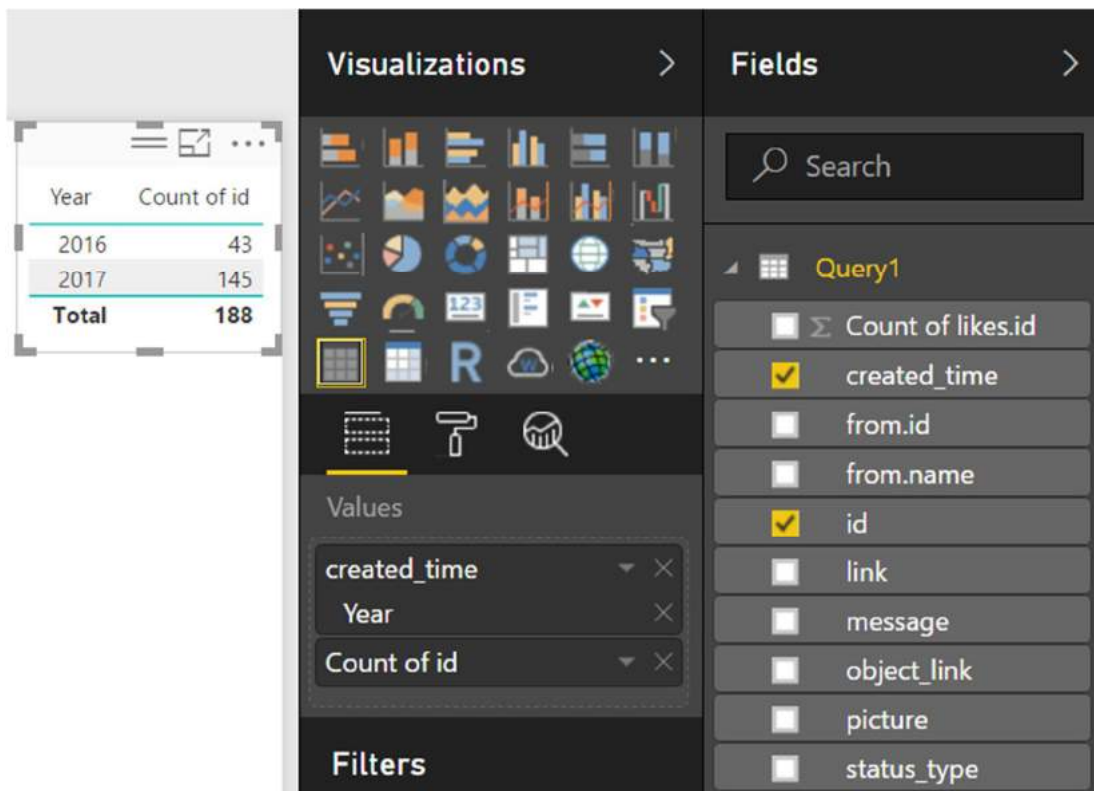 Year Count of id
2016 43
2017 145
Total 188
Visualizations
123
R
W
Values
created_time
Year
Count of id
Filters
Fields
Search
Query1
Σ Count of likes.id
created_time
from.id
from.name
id
link
message
object_link
picture
status_type